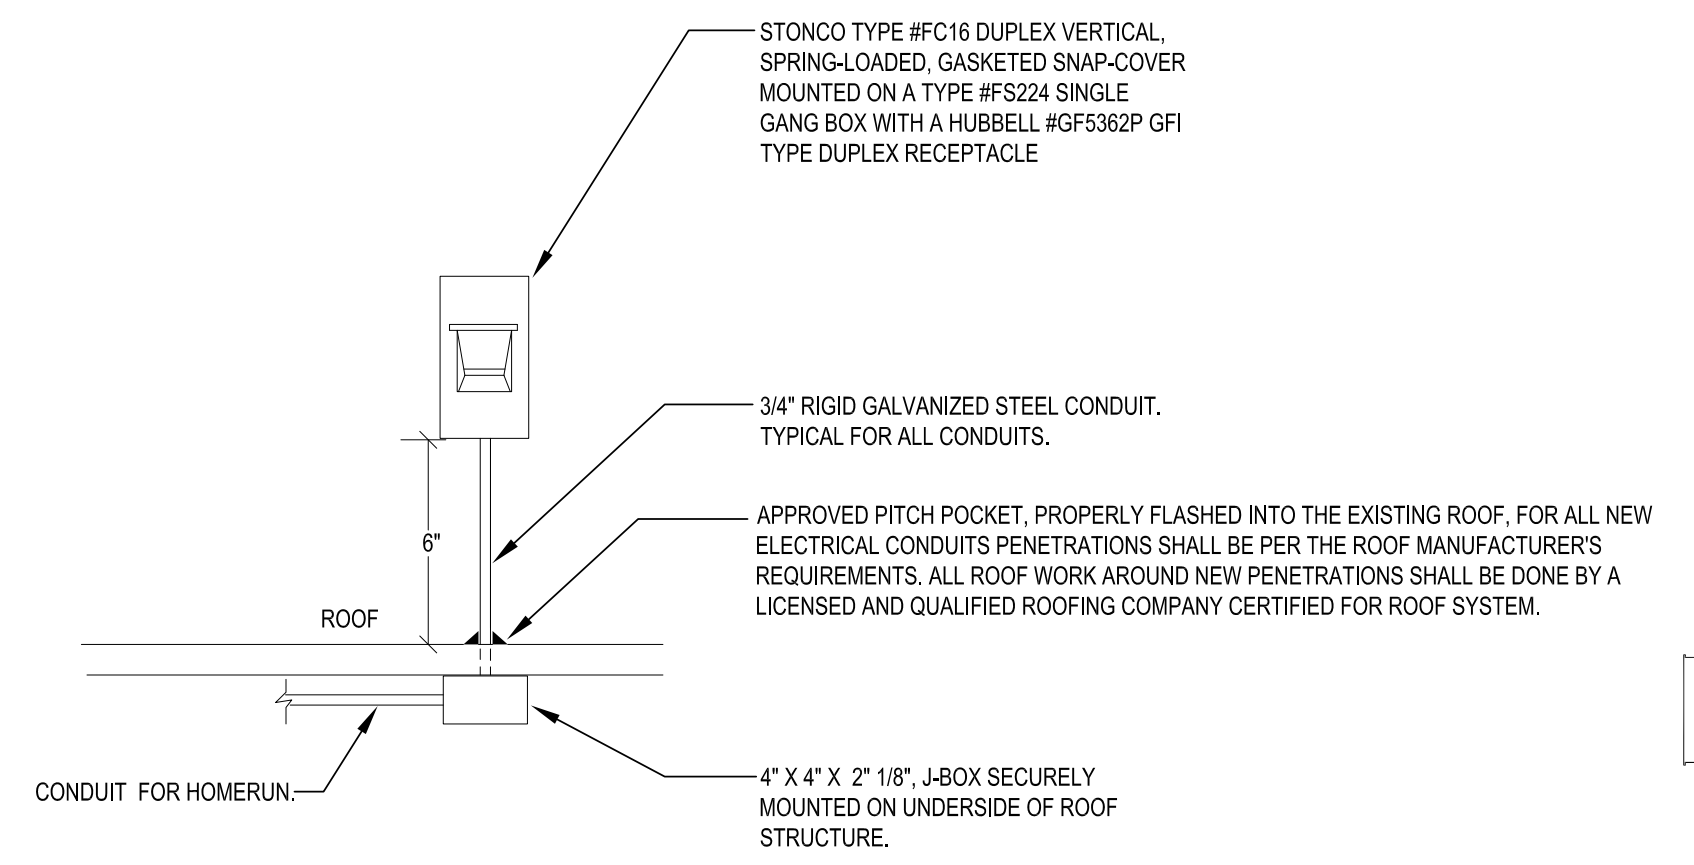 STONCO TYPE #FC16 DUPLEX VERTICAL,
SPRING-LOADED, GASKETED SNAP-COVER
MOUNTED ON A TYPE #FS224 SINGLE
GANG BOX WITH A HUBBELL #GF5362P GFI
TYPE DUPLEX RECEPTACLE
3/4" RIGID GALVANIZED STEEL CONDUIT.
TYPICAL FOR ALL CONDUITS.
APPROVED PITCH POCKET, PROPERLY FLASHED INTO THE EXISTING ROOF, FOR ALL NEW
ELECTRICAL CONDUITS PENETRATIONS SHALL BE PER THE ROOF MANUFACTURER'S
REQUIREMENTS. ALL ROOF WORK AROUND NEW PENETRATIONS SHALL BE DONE BY A
LICENSED AND QUALIFIED ROOFING COMPANY CERTIFIED FOR ROOF SYSTEM.
6"
ROOF
4" X 4" X 2" 1/8", J-BOX SECURELY
MOUNTED ON UNDERSIDE OF ROOF
STRUCTURE.
CONDUIT FOR HOMERUN.